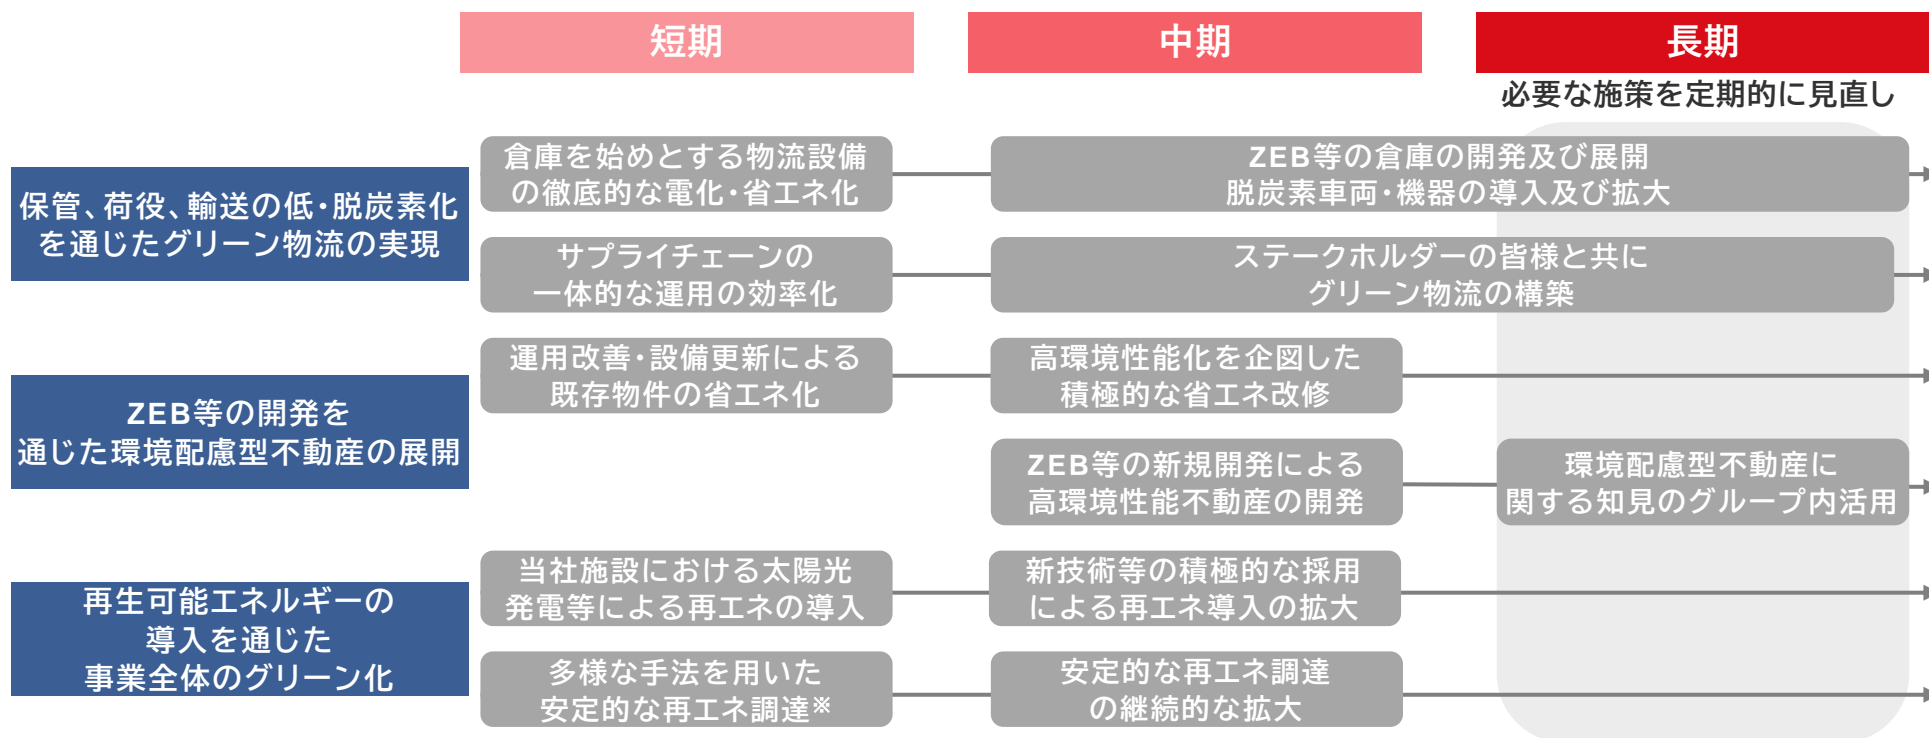 短期
中期
長期
必要な施策を定期的に見直し
保管、荷役、輸送の低・脱炭素化
を通じたグリーン物流の実現
倉庫を始めとする物流設備
の徹底的な電化・省エネ化
ZEB等の倉庫の開発及び展開
脱炭素車両・機器の導入及び拡大
サプライチェーンの
一体的な運用の効率化
ステークホルダーの皆様と共に
グリーン物流の構築
ZEB等の開発を
通じた環境配慮型不動産の展開
運用改善・設備更新による
既存物件の省エネ化
高環境性能化を企図した
積極的な省エネ改修
ZEB等の新規開発による
高環境性能不動産の開発
環境配慮型不動産に
関する知見のグループ内活用
再生可能エネルギーの
導入を通じた
事業全体のグリーン化
当社施設における太陽光
発電等による再エネの導入
新技術等の積極的な採用
による再エネ導入の拡大
多様な手法を用いた
安定的な再エネ調達※
安定的な再エネ調達
の継続的な拡大